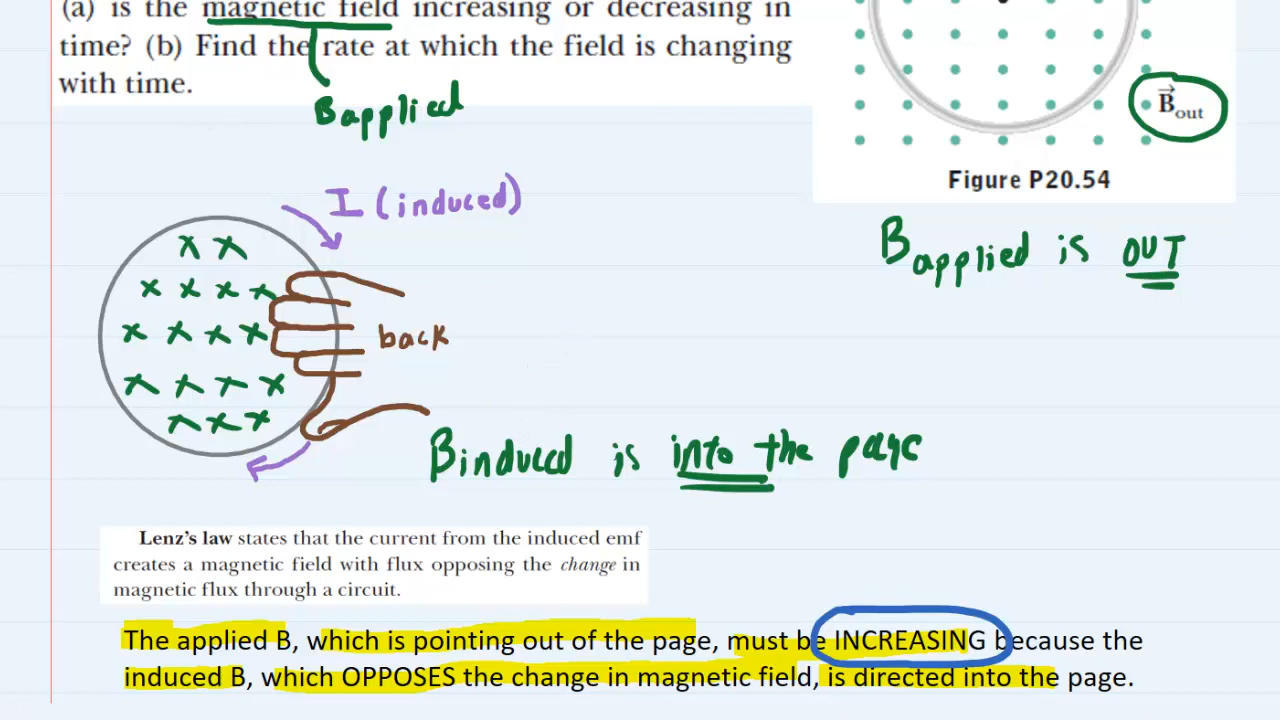 (a) is the magnetic field increasing or decreasing in
time? (b) Find the rate at which the field is changing
with time.
B applied
B out
Figure P20.54
I (induced)
B applied is OUT
back
B induced is into the page
Lenz's law states that the current from the induced emf
creates a magnetic field with flux opposing the change in
magnetic flux through a circuit.
The applied B, which is pointing out of the page, must be INCREASING because the
induced B, which OPPOSES the change in magnetic field, is directed into the page.